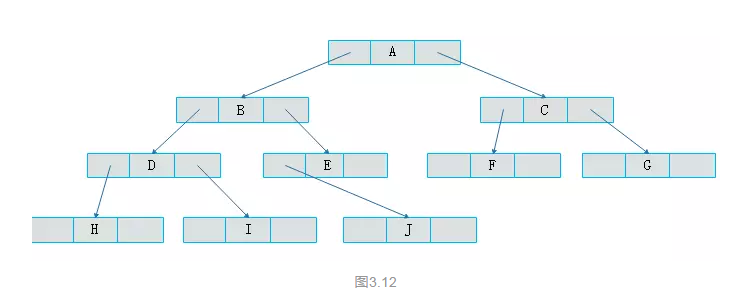 A
B C
D E F G
H I J
图3.12